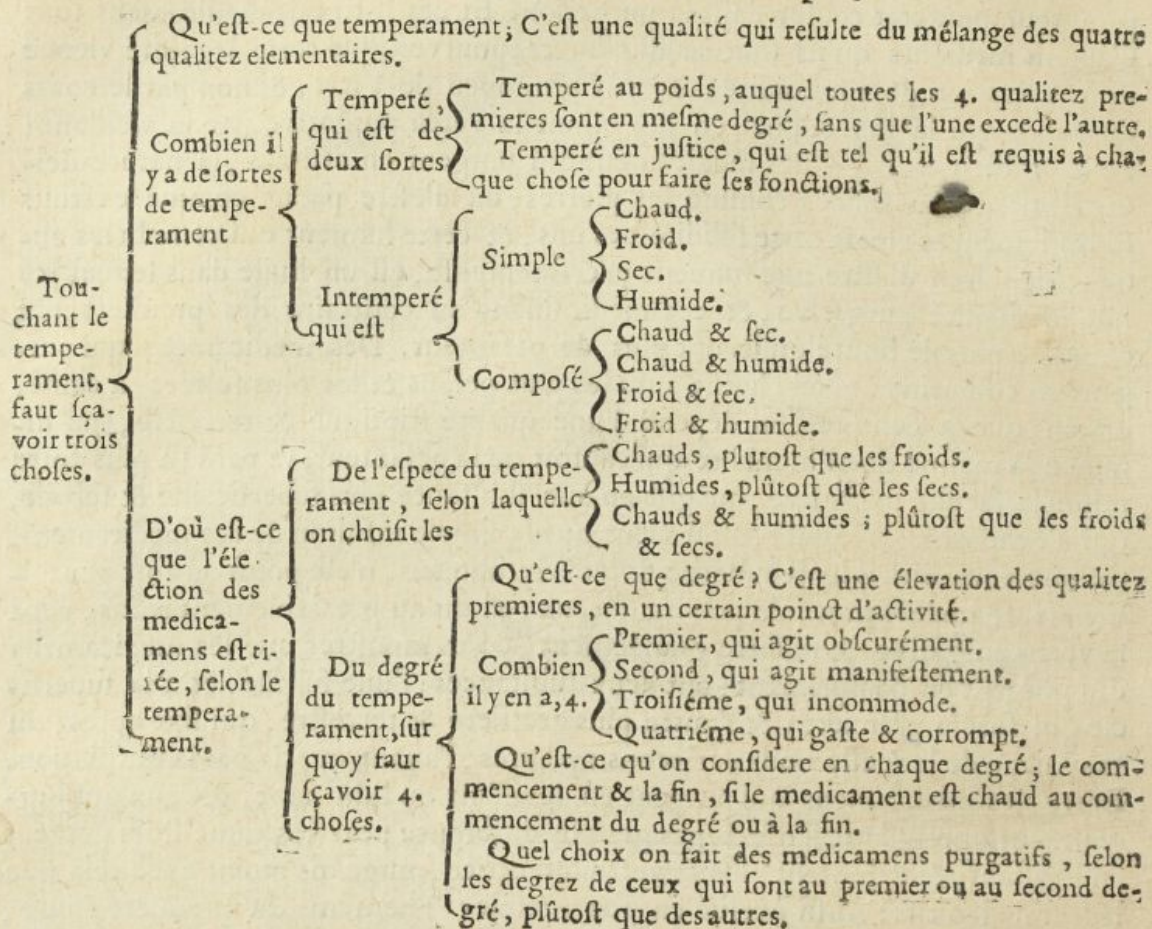 Qu'eſt-ce que temperament; C'eſt une qualité qui reſulte du mélange des quatre
qualitez elementaires.
Combien il
y a de ſortes
de tempe-
rament
Temperé,
qui eſt de
deux ſortes
Temperé au poids, auquel toutes les 4. qualitez pre-
mieres ſont en meſme degré, ſans que l'une excede l'autre.
Temperé en juſtice, qui eſt tel qu'il eſt requis à cha-
que choſe pour faire ſes fonctions.
Intemperé
qui eſt
Simple
Chaud.
Froid.
Sec.
Humide.
Compoſé
Chaud & ſec.
Chaud & humide.
Froid & ſec.
Froid & humide.
Tou-
chant le
tempe-
rament,
faut ſça-
voir trois
choſes.
D'où eſt-ce
que l'éle-
ction des
medica-
mens eſt ti-
rée, ſelon le
tempera-
ment.
De l'eſpece du tempe-
rament, ſelon laquelle
on choiſit les
Chauds, plutoſt que les froids.
Humides, plûtoſt que les ſecs.
Chauds & humides; plûtoſt que les froids
& ſecs.
Du degré
du tempe-
rament, ſur
quoy faut
ſçavoir 4.
choſes.
Qu'eſt-ce que degré? C'eſt une élevation des qualitez
premieres, en un certain poinct d'activité.
Combien
il y en a, 4.
Premier, qui agit obſcurément.
Second, qui agit manifeſtement.
Troiſiéme, qui incommode.
Quatriéme, qui gaſte & corrompt.
Qu'eſt-ce qu'on conſidere en chaque degré; le com-
mencement & la fin, ſi le medicament eſt chaud au com-
mencement du degré ou à la fin.
Quel choix on fait des medicamens purgatifs, ſelon
les degrez de ceux qui ſont au premier ou au ſecond de-
gré, plûtoſt que des autres.